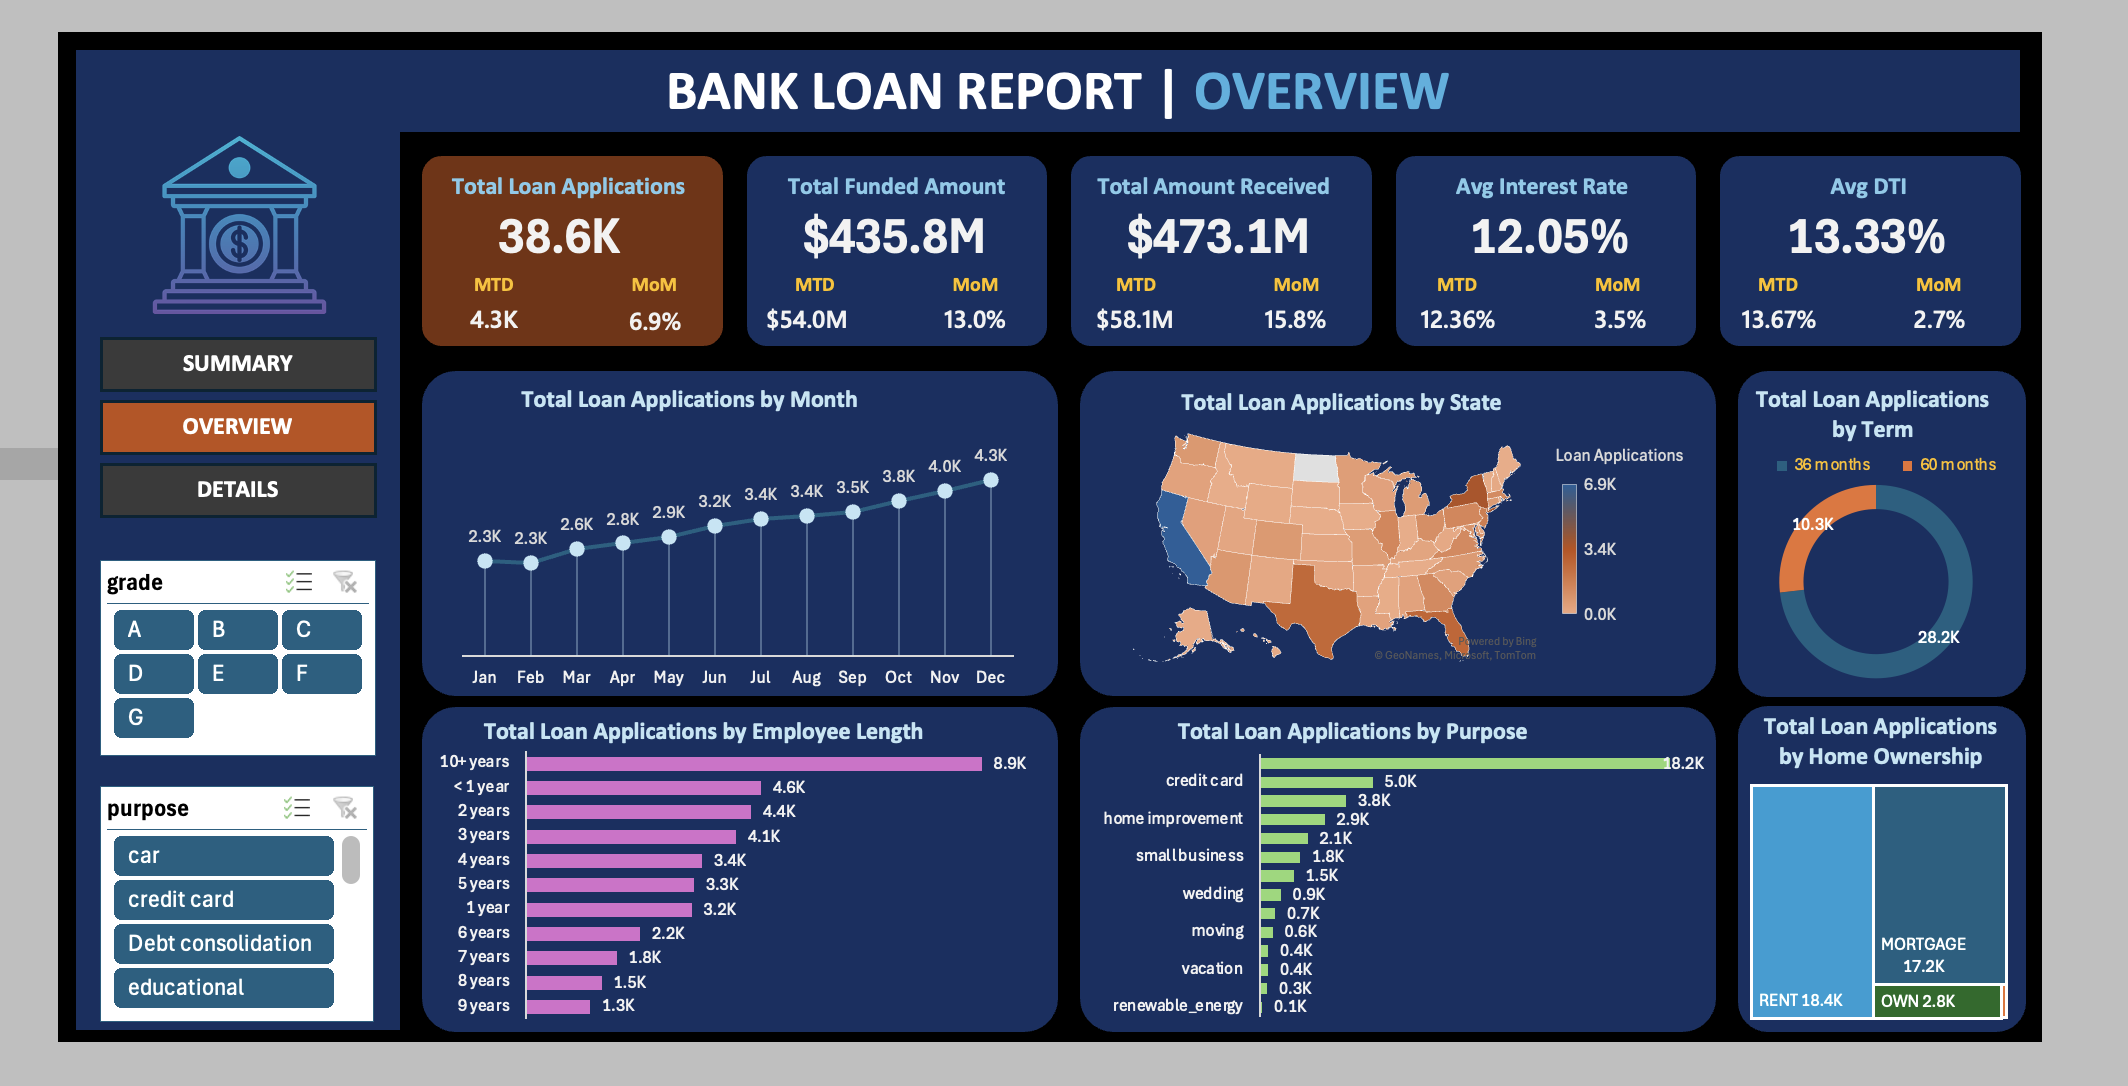 BANK LOAN REPORT | OVERVIEW
$
SUMMARY
OVERVIEW
DETAILS
grade
A B C
D E F
G
purpose
car
credit card
Debt consolidation
educational
Total Loan Applications
38.6K
MTD MoM
4.3K 6.9%
Total Funded Amount
$435.8M
MTD MoM
$54.0M 13.0%
Total Amount Received
$473.1M
MTD MoM
$58.1M 15.8%
Avg Interest Rate
12.05%
MTD MoM
12.36% 3.5%
Avg DTI
13.33%
MTD MoM
13.67% 2.7%
Total Loan Applications by Month
2.3K 2.3K 2.6K 2.8K 2.9K 3.2K 3.4K 3.4K 3.5K 3.8K 4.0K 4.3K
Jan Feb Mar Apr May Jun Jul Aug Sep Oct Nov Dec
Total Loan Applications by State
Loan Applications
6.9K
3.4K
0.0K
Powered by Bing
© GeoNames, Microsoft, TomTom
Total Loan Applications
by Term
36 months 60 months
10.3K
28.2K
Total Loan Applications by Employee Length
10+ years 8.9K
< 1 year 4.6K
2 years 4.4K
3 years 4.1K
4 years 3.4K
5 years 3.3K
1 year 3.2K
6 years 2.2K
7 years 1.8K
8 years 1.5K
9 years 1.3K
Total Loan Applications by Purpose
18.2K
credit card 5.0K
3.8K
home improvement 2.9K
2.1K
small business 1.8K
1.5K
wedding 0.9K
0.7K
moving 0.6K
0.4K
vacation 0.4K
0.3K
renewable_energy 0.1K
Total Loan Applications
by Home Ownership
MORTGAGE
17.2K
RENT 18.4K
OWN 2.8K